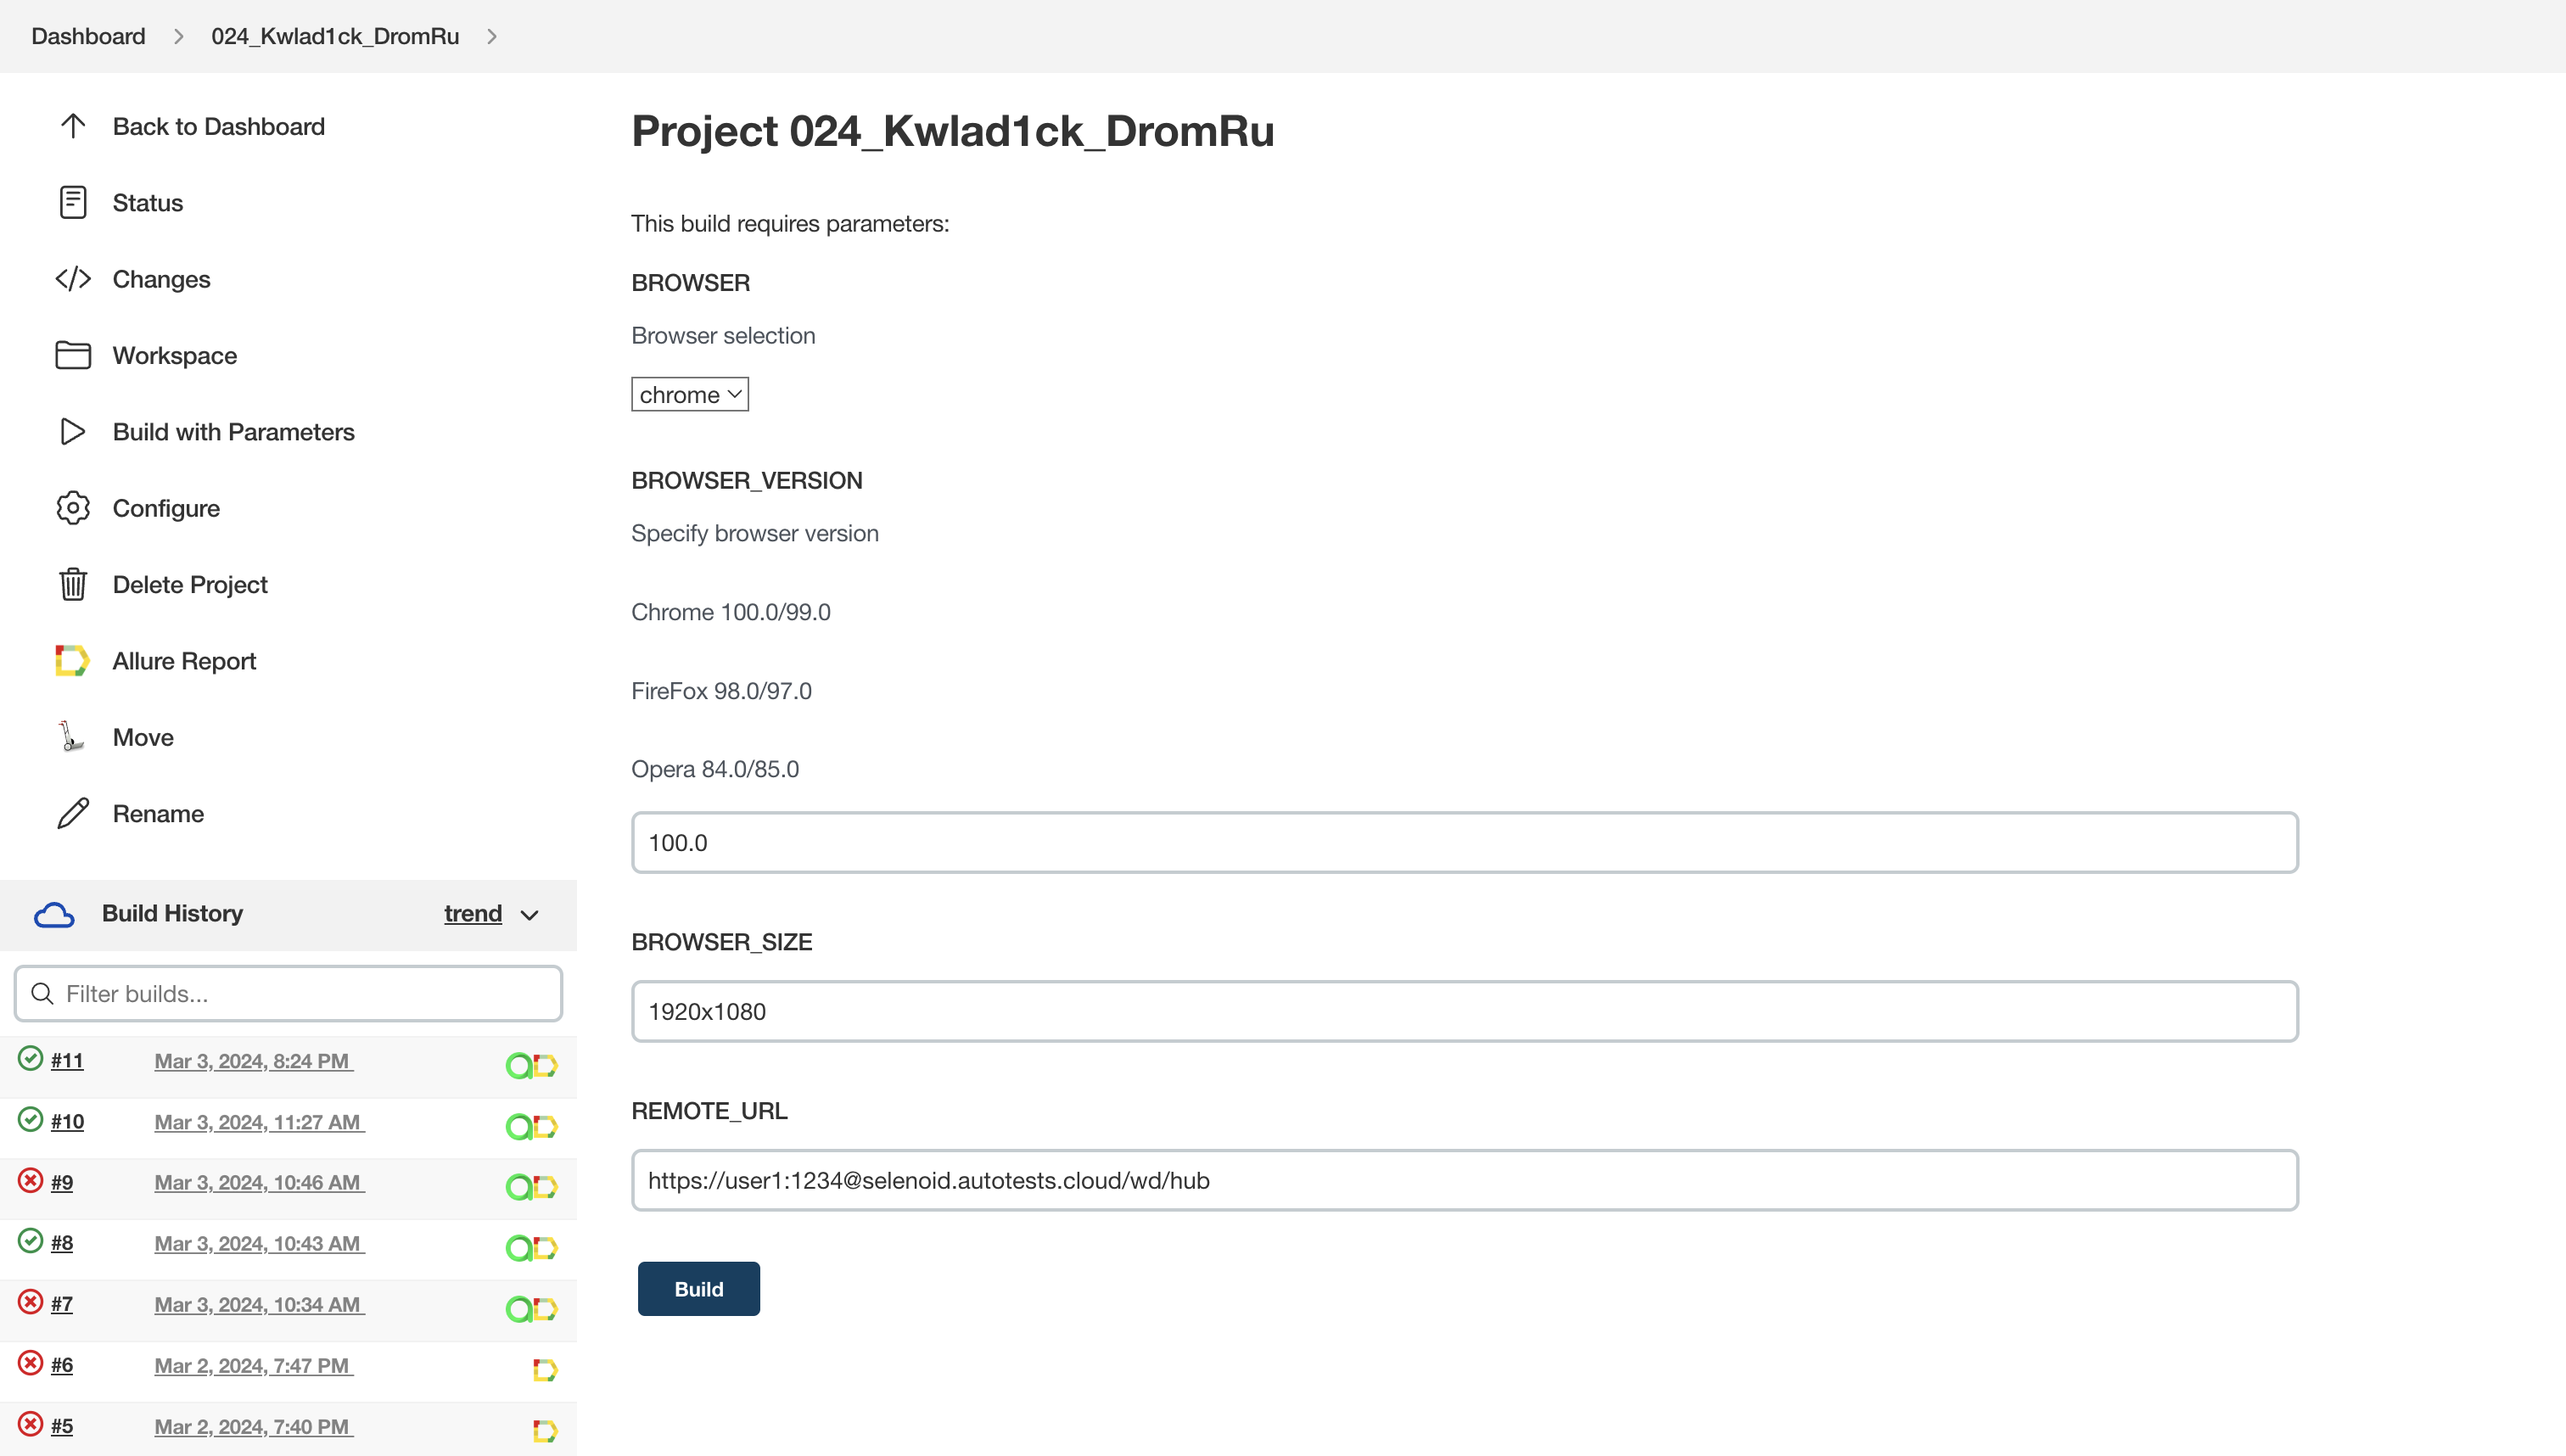 Dashboard
024_Kwlad1ck_DromRu
Back to Dashboard
Status
Changes
Workspace
Build with Parameters
Configure
Delete Project
Allure Report
Move
Rename
Build History trend
Filter builds...
#11 Mar 3, 2024, 8:24 PM
#10 Mar 3, 2024, 11:27 AM
#9 Mar 3, 2024, 10:46 AM
#8 Mar 3, 2024, 10:43 AM
#7 Mar 3, 2024, 10:34 AM
#6 Mar 2, 2024, 7:47 PM
#5 Mar 2, 2024, 7:40 PM
Project 024_Kwlad1ck_DromRu
This build requires parameters:
BROWSER
Browser selection
chrome
BROWSER_VERSION
Specify browser version
Chrome 100.0/99.0
FireFox 98.0/97.0
Opera 84.0/85.0
100.0
BROWSER_SIZE
1920x1080
REMOTE_URL
https://user1:1234@selenoid.autotests.cloud/wd/hub
Build